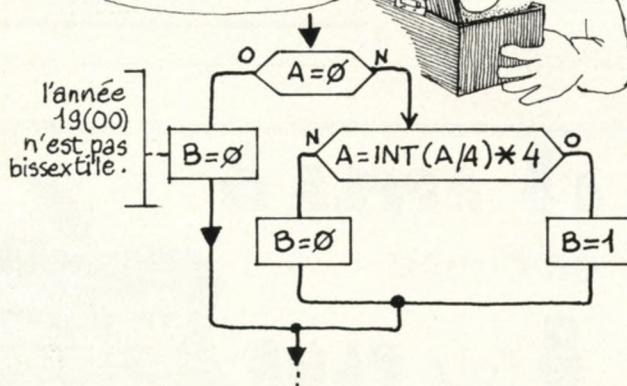 O A=Ø N
l'année
19(00)
n'est pas
bissextile.
B=Ø
N A=INT(A/4)*4 O
B=Ø
B=1